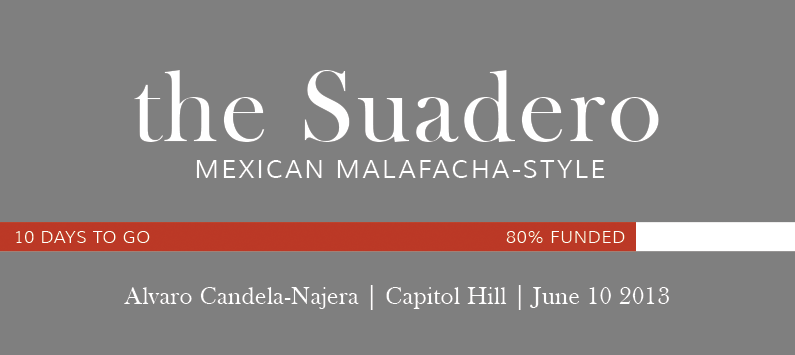 the Suadero
MEXICAN MALAFACHA-STYLE
10 DAYS TO GO 80% FUNDED
Alvaro Candela-Najera | Capitol Hill | June 10 2013